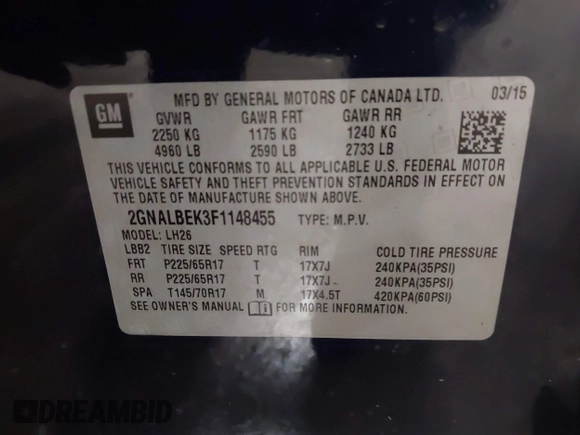 GM
MFD BY GENERAL MOTORS OF CANADA LTD. 03/15
GVWR GAWR FRT GAWR RR
2250 KG 1175 KG 1240 KG
4960 LB 2590 LB 2733 LB
THIS VEHICLE CONFORMS TO ALL APPLICABLE U.S. FEDERAL MOTOR
VEHICLE SAFETY AND THEFT PREVENTION STANDARDS IN EFFECT ON
THE DATE OF MANUFACTURE SHOWN ABOVE.
2GNALBEK3F1148455 TYPE: M.P.V.
MODEL: LH26
LBB2 TIRE SIZE SPEED RTG RIM COLD TIRE PRESSURE
FRT P225/65R17 T 17X7J 240KPA(35PSI)
RR P225/65R17 T 17X7J 240KPA(35PSI)
SPA T145/70R17 M 17X4.5T 420KPA(60PSI)
SEE OWNER'S MANUAL FOR MORE INFORMATION
DREAMBID